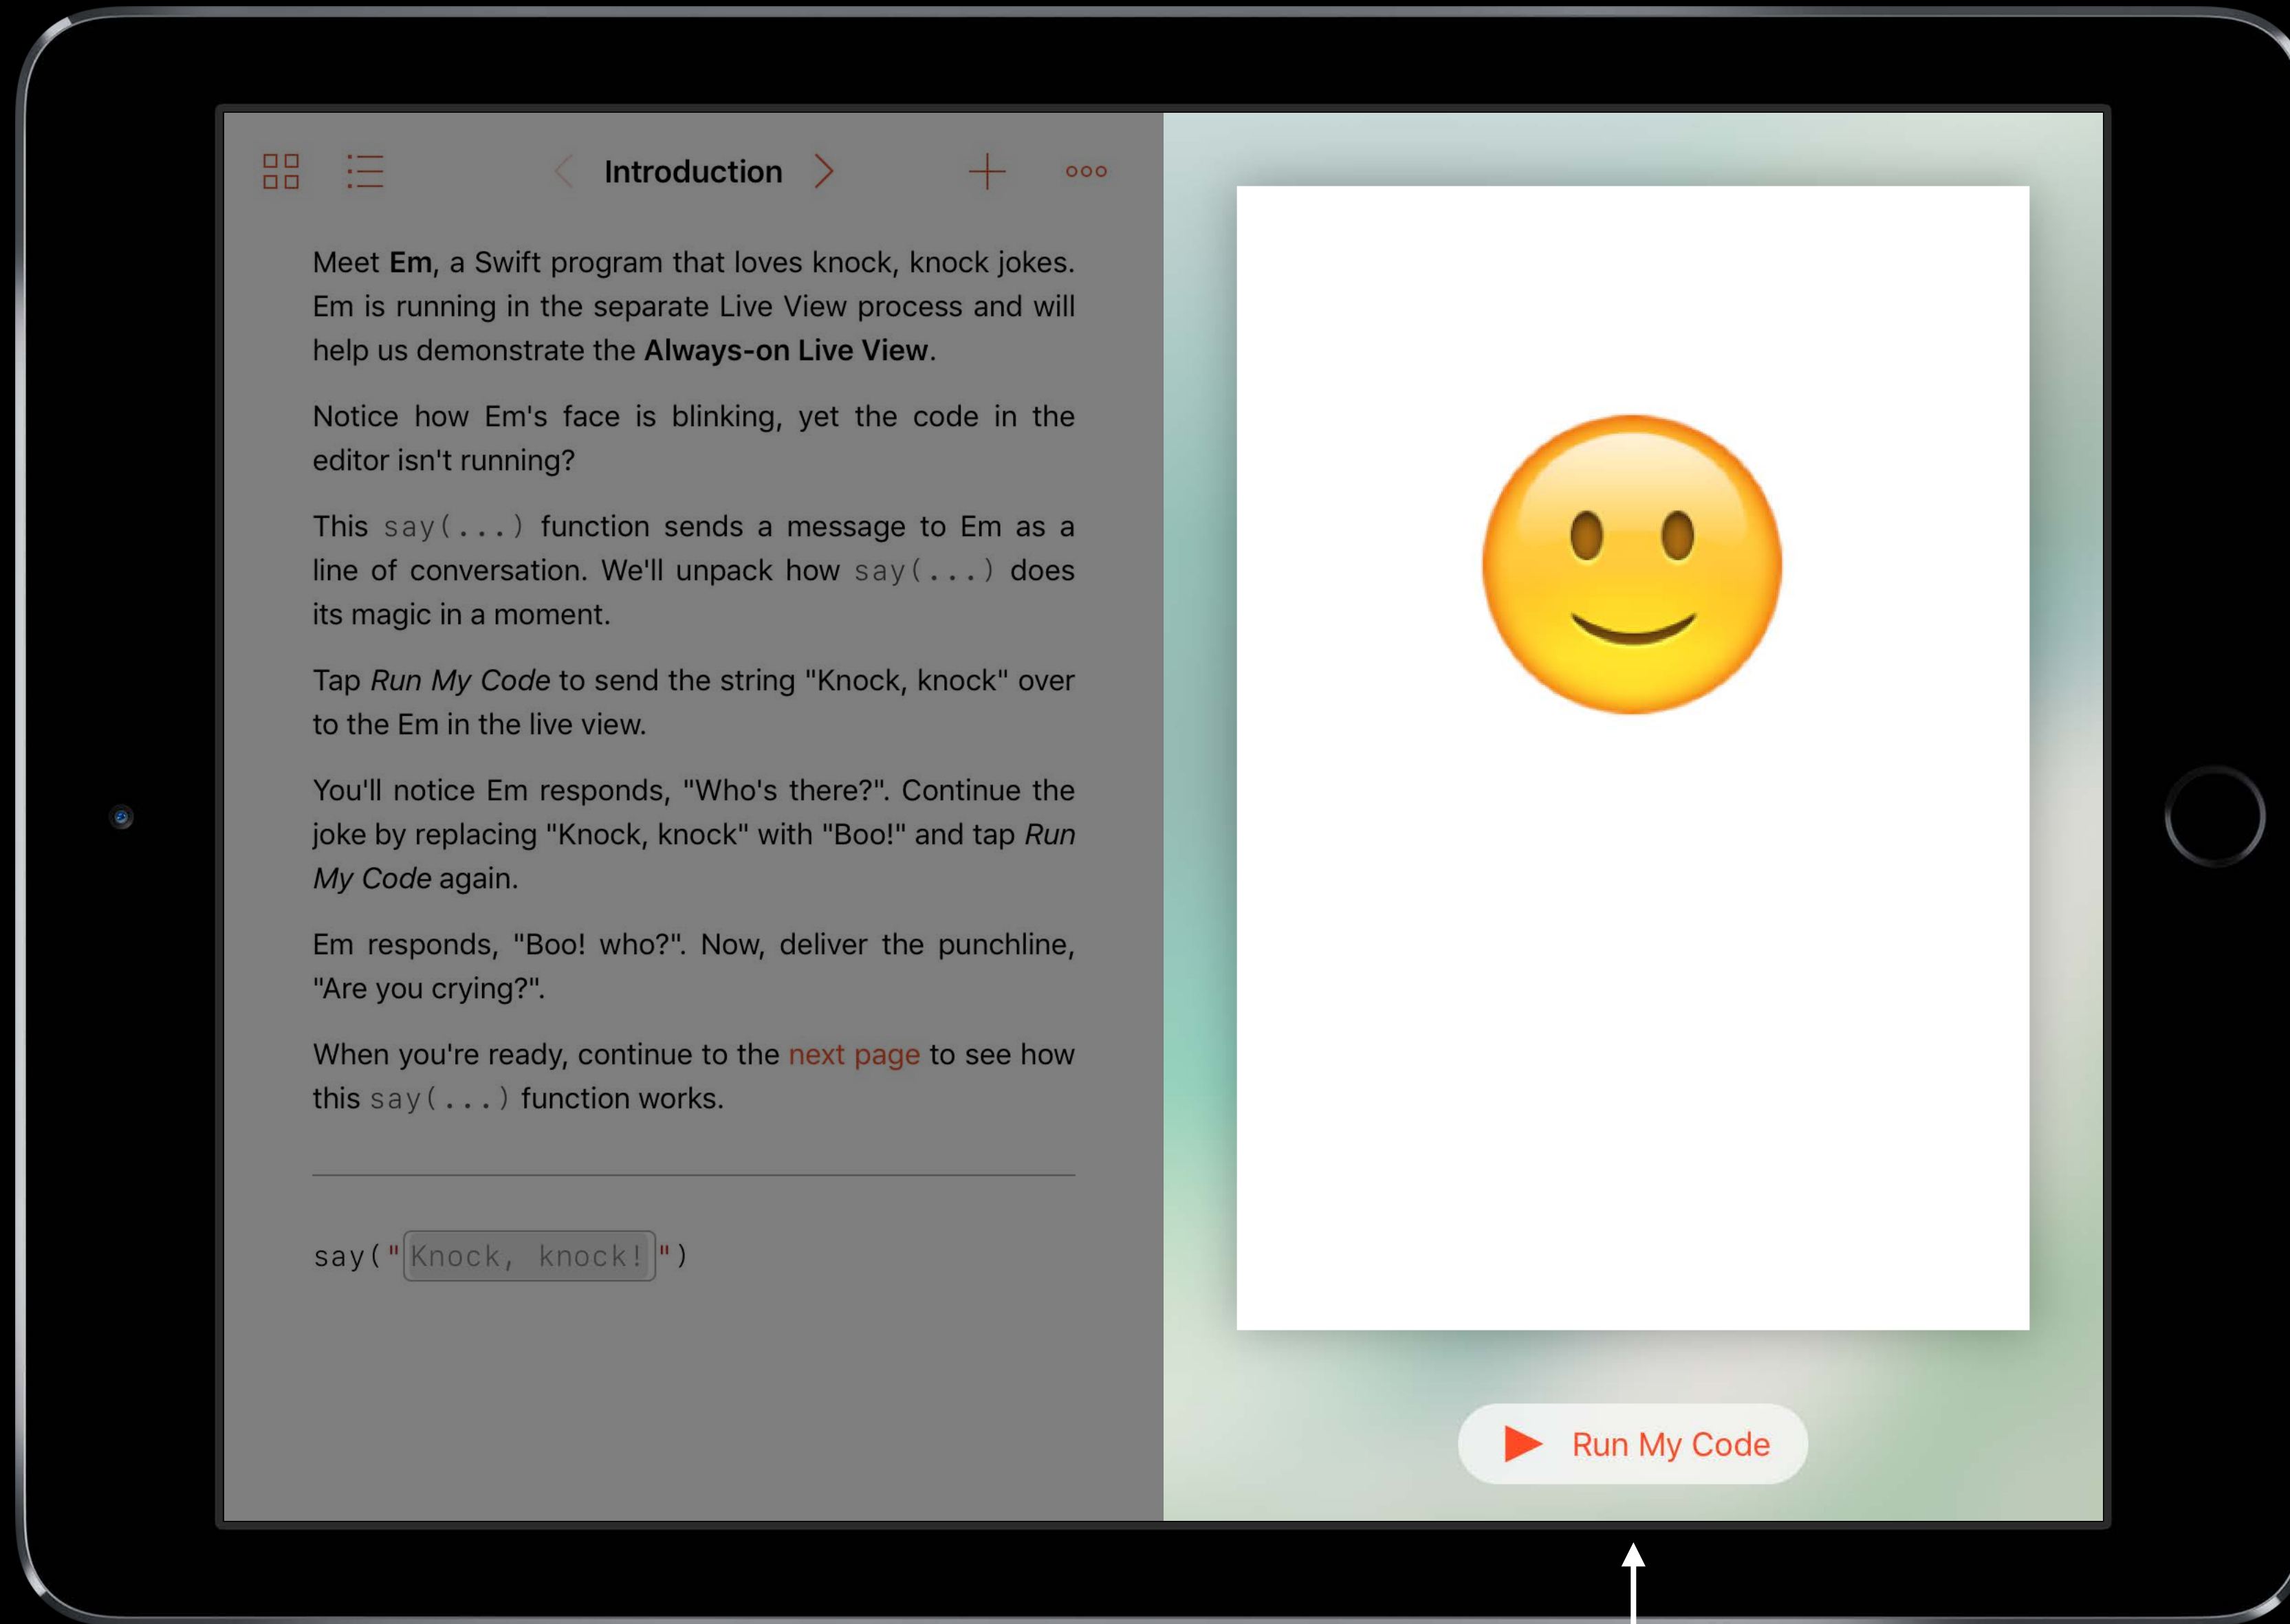 Introduction
Meet Em, a Swift program that loves knock, knock jokes.
Em is running in the separate Live View process and will
help us demonstrate the Always-on Live View.
Notice how Em's face is blinking, yet the code in the
editor isn't running?
This say(...) function sends a message to Em as a
line of conversation. We'll unpack how say(...) does
its magic in a moment.
Tap Run My Code to send the string "Knock, knock" over
to the Em in the live view.
You'll notice Em responds, "Who's there?". Continue the
joke by replacing "Knock, knock" with "Boo!" and tap Run
My Code again.
Em responds, "Boo! who?". Now, deliver the punchline,
"Are you crying?".
When you're ready, continue to the next page to see how
this say(...) function works.
say("Knock, knock!")
Run My Code